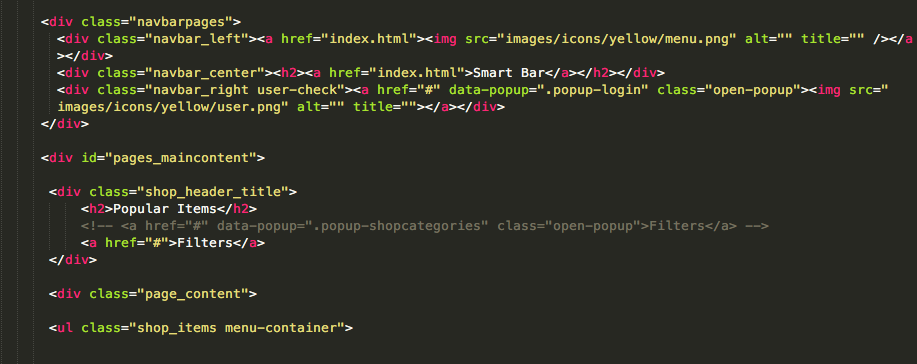 <div class="navbarpages">
<div class="navbar_left"><a href="index.html"><img src="images/icons/yellow/menu.png" alt="" title="" /></a
></div>
<div class="navbar_center"><h2><a href="index.html">Smart Bar</a></h2></div>
<div class="navbar_right user-check"><a href="#" data-popup=".popup-login" class="open-popup"><img src="
images/icons/yellow/user.png" alt="" title=""></a></div>
</div>
<div id="pages_maincontent">
<div class="shop_header_title">
<h2>Popular Items</h2>
<!-- <a href="#" data-popup=".popup-shopcategories" class="open-popup">Filters</a> -->
<a href="#">Filters</a>
</div>
<div class="page_content">
<ul class="shop_items menu-container">